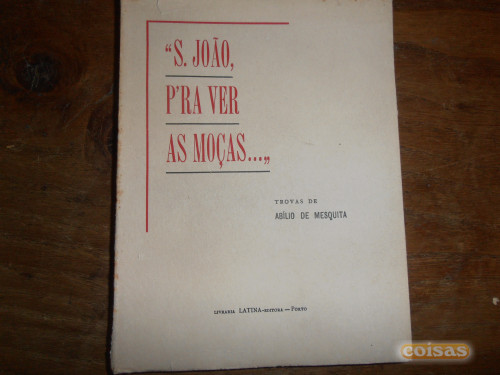 "S. JOÃO,
P'RA VER
AS MOÇAS...„
TROVAS DE
ABÍLIO DE MESQUITA
LIVRARIA LATINA-EDITORA — PORTO
coisas